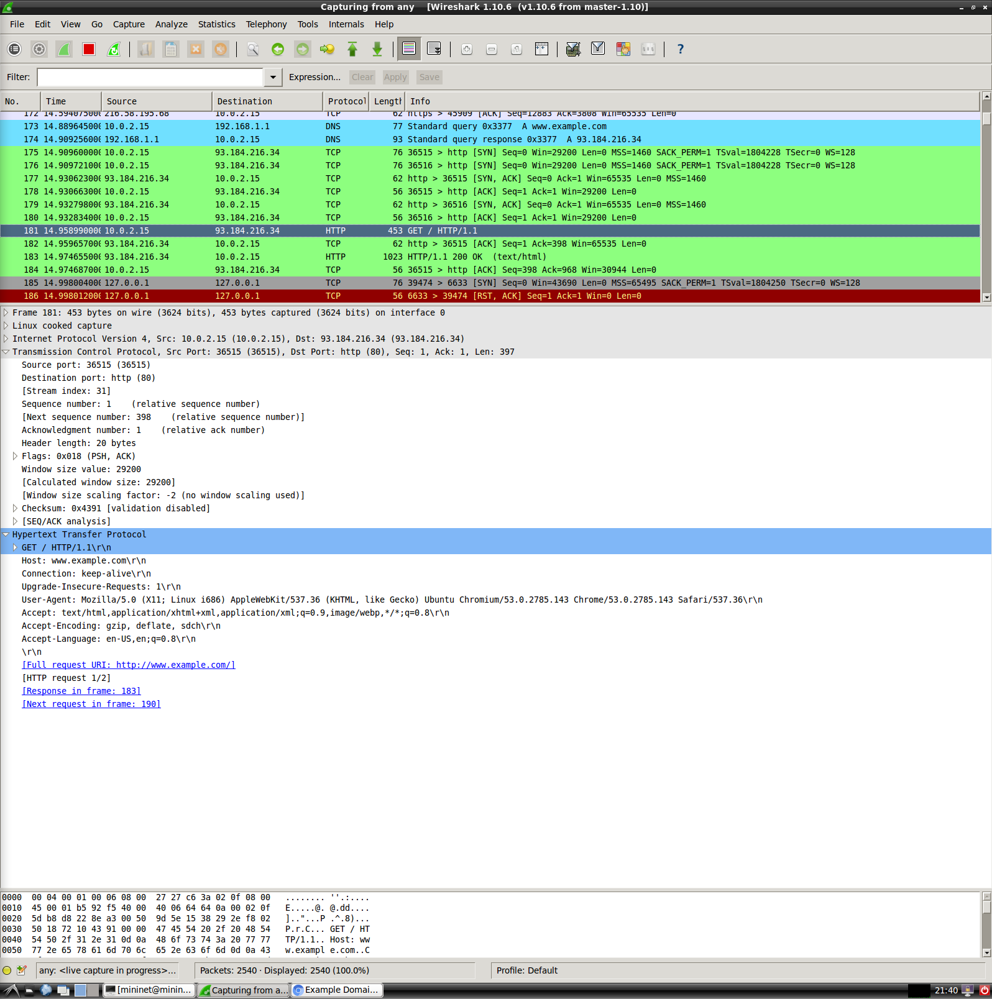 Capturing from any [Wireshark 1.10.6 (v1.10.6 from master-1.10)]
File Edit View Go Capture Analyze Statistics Telephony Tools Internals Help
Filter: Expression... Clear Apply Save
No. Time Source Destination Protocol Length Info
172 14.594075000 216.58.195.68 10.0.2.15 TCP 62 https > 45909 [ACK] Seq=12883 Ack=3808 Win=65535 Len=0
173 14.889645000 10.0.2.15 192.168.1.1 DNS 77 Standard query 0x3377 A www.example.com
174 14.909256000 192.168.1.1 10.0.2.15 DNS 93 Standard query response 0x3377 A 93.184.216.34
175 14.909600000 10.0.2.15 93.184.216.34 TCP 76 36515 > http [SYN] Seq=0 Win=29200 Len=0 MSS=1460 SACK_PERM=1 TSval=1804228 TSecr=0 WS=128
176 14.909721000 10.0.2.15 93.184.216.34 TCP 76 36516 > http [SYN] Seq=0 Win=29200 Len=0 MSS=1460 SACK_PERM=1 TSval=1804228 TSecr=0 WS=128
177 14.930623000 93.184.216.34 10.0.2.15 TCP 62 http > 36515 [SYN, ACK] Seq=0 Ack=1 Win=65535 Len=0 MSS=1460
178 14.930663000 10.0.2.15 93.184.216.34 TCP 56 36515 > http [ACK] Seq=1 Ack=1 Win=29200 Len=0
179 14.932798000 93.184.216.34 10.0.2.15 TCP 62 http > 36516 [SYN, ACK] Seq=0 Ack=1 Win=65535 Len=0 MSS=1460
180 14.932834000 10.0.2.15 93.184.216.34 TCP 56 36516 > http [ACK] Seq=1 Ack=1 Win=29200 Len=0
181 14.958990000 10.0.2.15 93.184.216.34 HTTP 453 GET / HTTP/1.1
182 14.959657000 93.184.216.34 10.0.2.15 TCP 62 http > 36515 [ACK] Seq=1 Ack=398 Win=65535 Len=0
183 14.974655000 93.184.216.34 10.0.2.15 HTTP 1023 HTTP/1.1 200 OK (text/html)
184 14.974687000 10.0.2.15 93.184.216.34 TCP 56 36515 > http [ACK] Seq=398 Ack=968 Win=30944 Len=0
185 14.998004000 127.0.0.1 127.0.0.1 TCP 76 39474 > 6633 [SYN] Seq=0 Win=43690 Len=0 MSS=65495 SACK_PERM=1 TSval=1804250 TSecr=0 WS=128
186 14.998012000 127.0.0.1 127.0.0.1 TCP 56 6633 > 39474 [RST, ACK] Seq=1 Ack=1 Win=0 Len=0
Frame 181: 453 bytes on wire (3624 bits), 453 bytes captured (3624 bits) on interface 0
Linux cooked capture
Internet Protocol Version 4, Src: 10.0.2.15 (10.0.2.15), Dst: 93.184.216.34 (93.184.216.34)
Transmission Control Protocol, Src Port: 36515 (36515), Dst Port: http (80), Seq: 1, Ack: 1, Len: 397
Source port: 36515 (36515)
Destination port: http (80)
[Stream index: 31]
Sequence number: 1 (relative sequence number)
[Next sequence number: 398 (relative sequence number)]
Acknowledgment number: 1 (relative ack number)
Header length: 20 bytes
Flags: 0x018 (PSH, ACK)
Window size value: 29200
[Calculated window size: 29200]
[Window size scaling factor: -2 (no window scaling used)]
Checksum: 0x4391 [validation disabled]
[SEQ/ACK analysis]
Hypertext Transfer Protocol
GET / HTTP/1.1\r\n
Host: www.example.com\r\n
Connection: keep-alive\r\n
Upgrade-Insecure-Requests: 1\r\n
User-Agent: Mozilla/5.0 (X11; Linux i686) AppleWebKit/537.36 (KHTML, like Gecko) Ubuntu Chromium/53.0.2785.143 Chrome/53.0.2785.143 Safari/537.36\r\n
Accept: text/html,application/xhtml+xml,application/xml;q=0.9,image/webp,*/*;q=0.8\r\n
Accept-Encoding: gzip, deflate, sdch\r\n
Accept-Language: en-US,en;q=0.8\r\n
\r\n
[Full request URI: http://www.example.com/]
[HTTP request 1/2]
[Response in frame: 183]
[Next request in frame: 190]
0000 00 04 00 01 00 06 08 00 27 27 c6 3a 02 0f 08 00 ........ ''.:....
0010 45 00 01 b5 92 f5 40 00 40 06 64 64 0a 00 02 0f E.....@. @.dd....
0020 5d b8 d8 22 8e a3 00 50 9d 5e 15 38 29 2e f8 02 ].."...P .^.8)...
0030 50 18 72 10 43 91 00 00 47 45 54 20 2f 20 48 54 P.r.C... GET / HT
0040 54 50 2f 31 2e 31 0d 0a 48 6f 73 74 3a 20 77 77 TP/1.1.. Host: ww
0050 77 2e 65 78 61 6d 70 6c 65 2e 63 6f 6d 0d 0a 43 w.exampl e.com..C
any: <live capture in progress>... Packets: 2540 · Displayed: 2540 (100.0%) Profile: Default
[mininet@minin... Capturing from a... Example Domai... 21:40